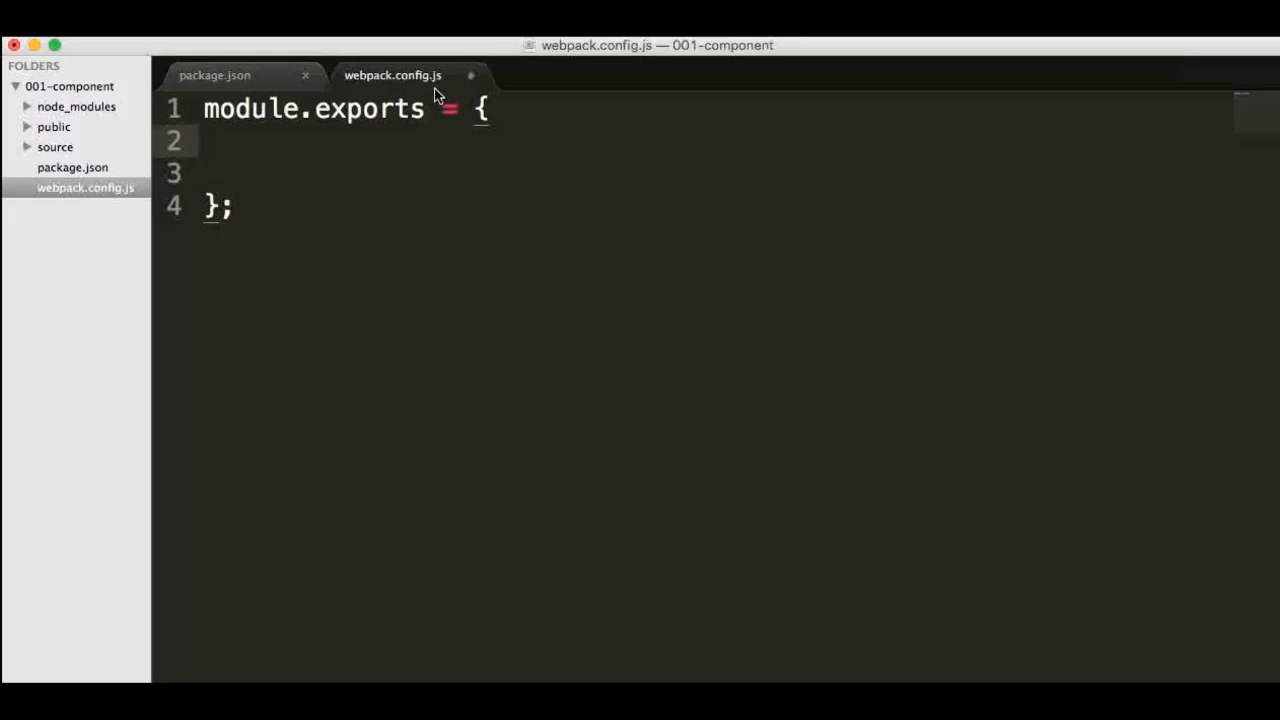 webpack.config.js — 001-component
FOLDERS
001-component
node_modules
public
source
package.json
webpack.config.js
package.json
webpack.config.js
1 module.exports = {
2
3
4 };